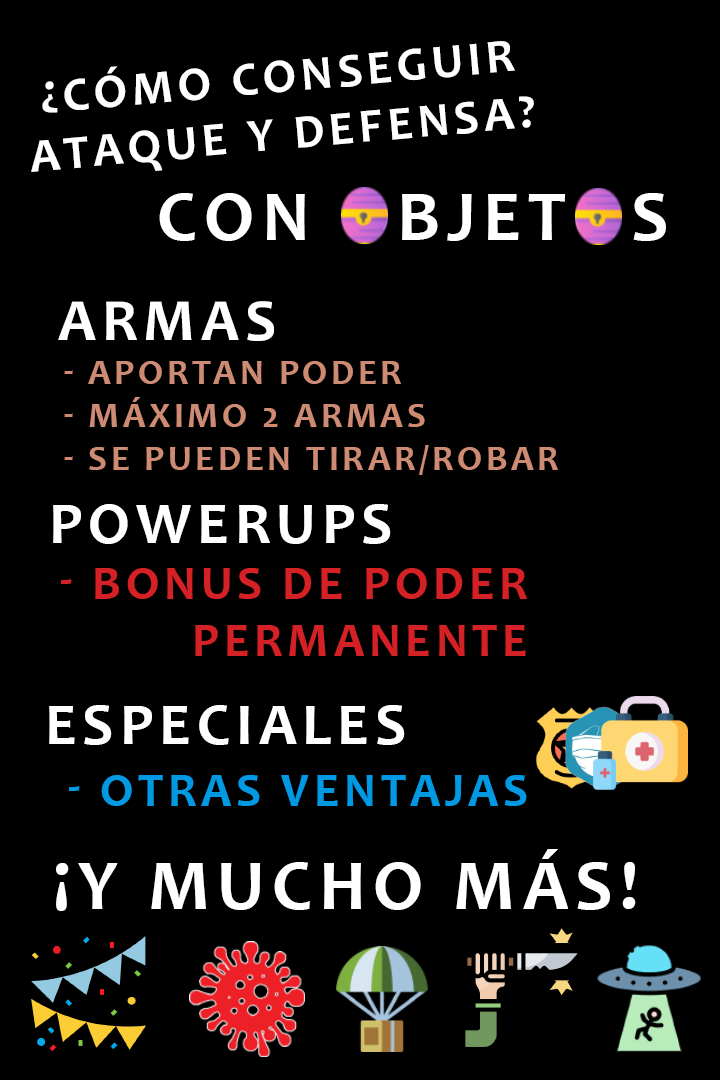 ¿CÓMO CONSEGUIR
ATAQUE Y DEFENSA?
CON OBJETOS
ARMAS
- APORTAN PODER
- MÁXIMO 2 ARMAS
- SE PUEDEN TIRAR/ROBAR
POWERUPS
- BONUS DE PODER
PERMANENTE
ESPECIALES
- OTRAS VENTAJAS
¡Y MUCHO MÁS!